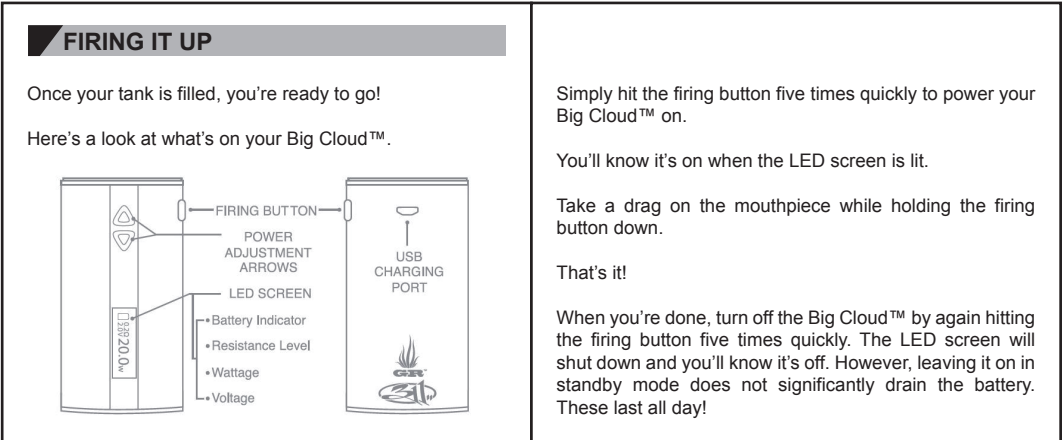 FIRING IT UP
Once your tank is filled, you're ready to go!
Here's a look at what's on your Big Cloud™.
FIRING BUTTON
POWER
ADJUSTMENT
ARROWS
LED SCREEN
•Battery Indicator
•Resistance Level
•Wattage
•Voltage
20.0w
USB
CHARGING
PORT
GR™
311
Simply hit the firing button five times quickly to power your
Big Cloud™ on.
You'll know it's on when the LED screen is lit.
Take a drag on the mouthpiece while holding the firing
button down.
That's it!
When you're done, turn off the Big Cloud™ by again hitting
the firing button five times quickly. The LED screen will
shut down and you'll know it's off. However, leaving it on in
standby mode does not significantly drain the battery.
These last all day!